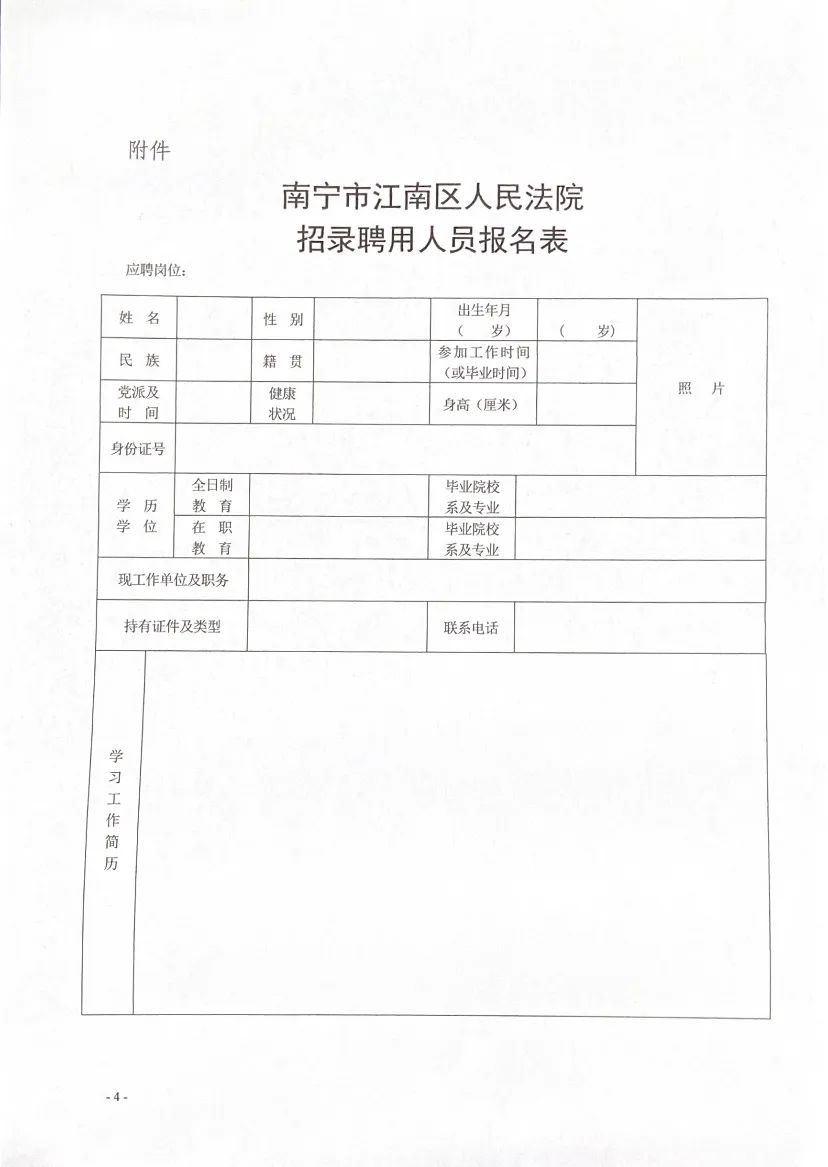 附件
南宁市江南区人民法院
招录聘用人员报名表
应聘岗位:
姓 名 性 别 出生年月
( 岁) ( 岁)
照 片
民 族 籍 贯 参加工作时间
(或毕业时间)
党派及 健康 身高(厘米)
时 间 状况
身份证号
学 历 全日制 毕业院校
教 育 系及专业
学 位 在 职 毕业院校
教 育 系及专业
现工作单位及职务
持有证件及类型 联系电话
学
习
工
作
简
历
- 4 -